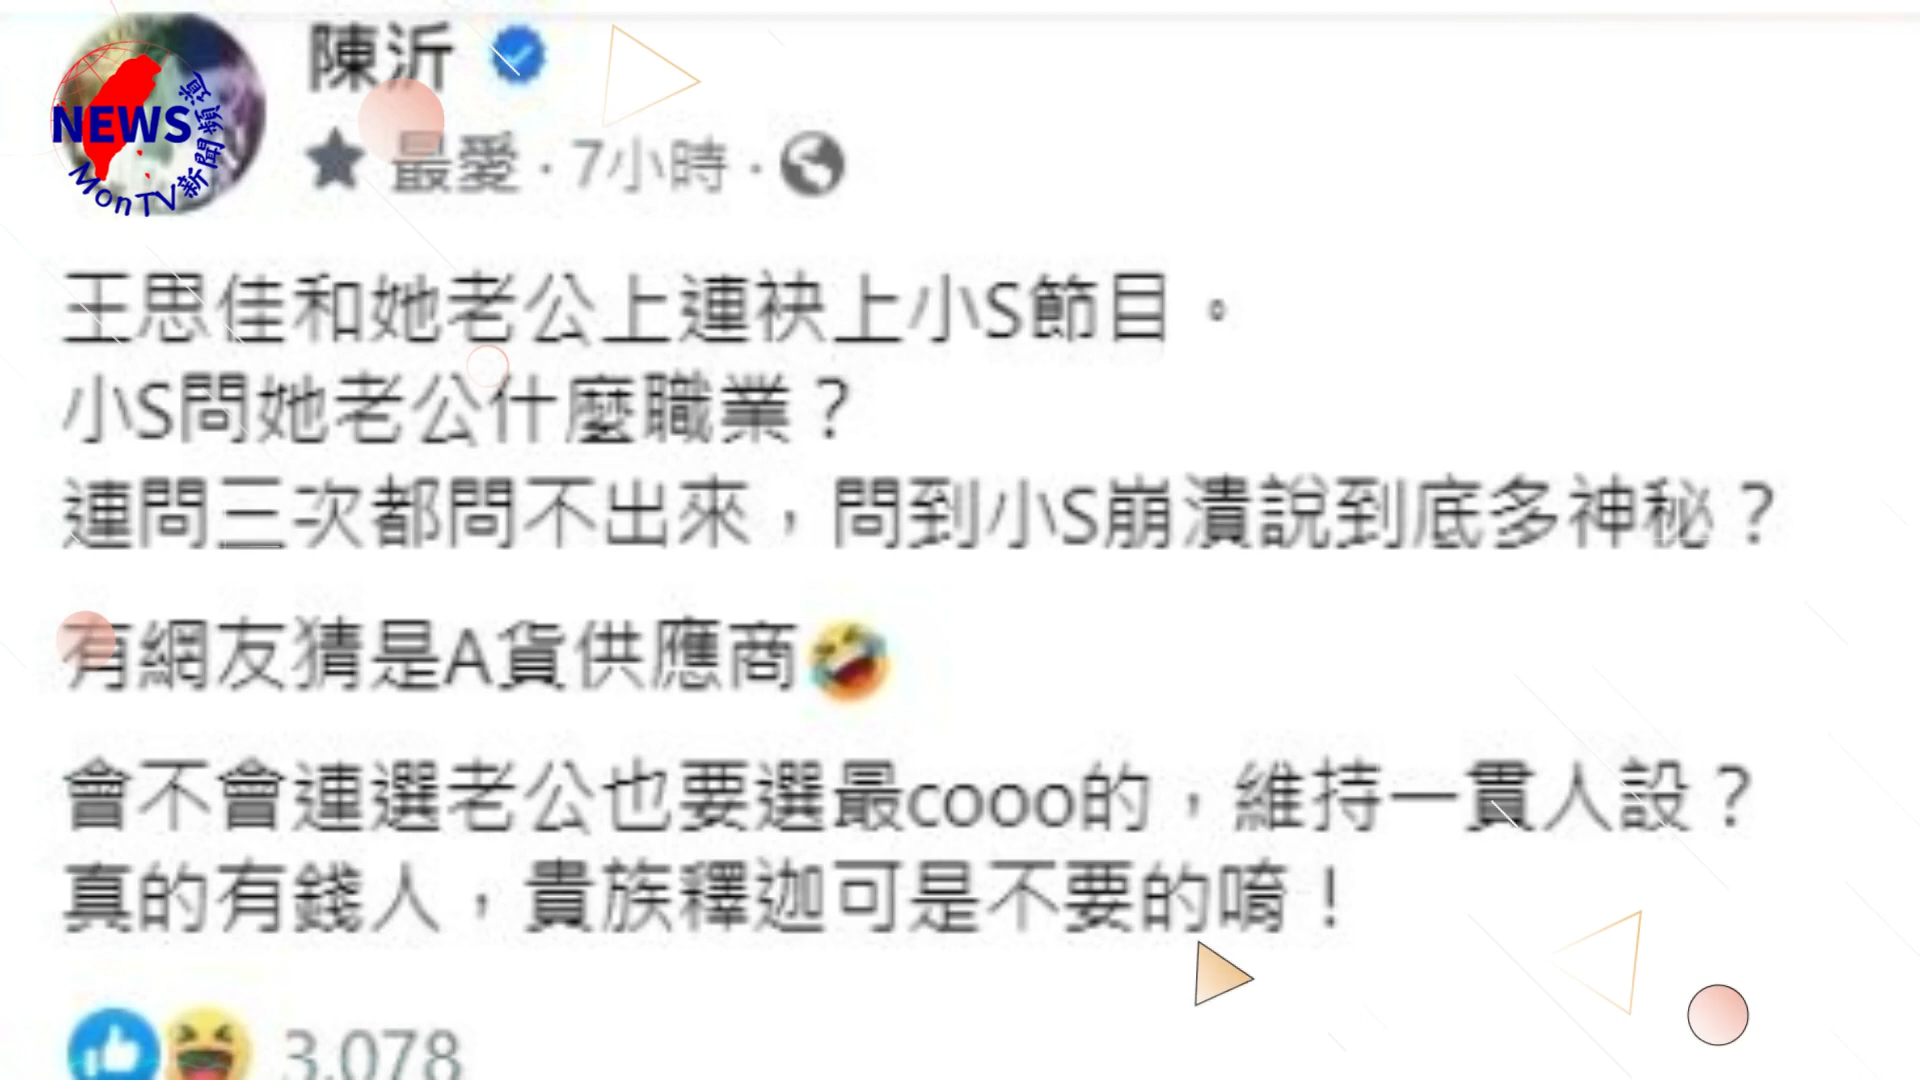 陳沂
最愛 · 7小時 ·
NEWS
MonTV新聞頻道
王思佳和她老公上連袂上小S節目。
小S問她老公什麼職業？
連問三次都問不出來，問到小S崩潰說到底多神秘？
有網友猜是A貨供應商🤣
會不會連選老公也要選最cooo的，維持一貫人設？
真的有錢人，貴族釋迦可是不要的唷！
3,078